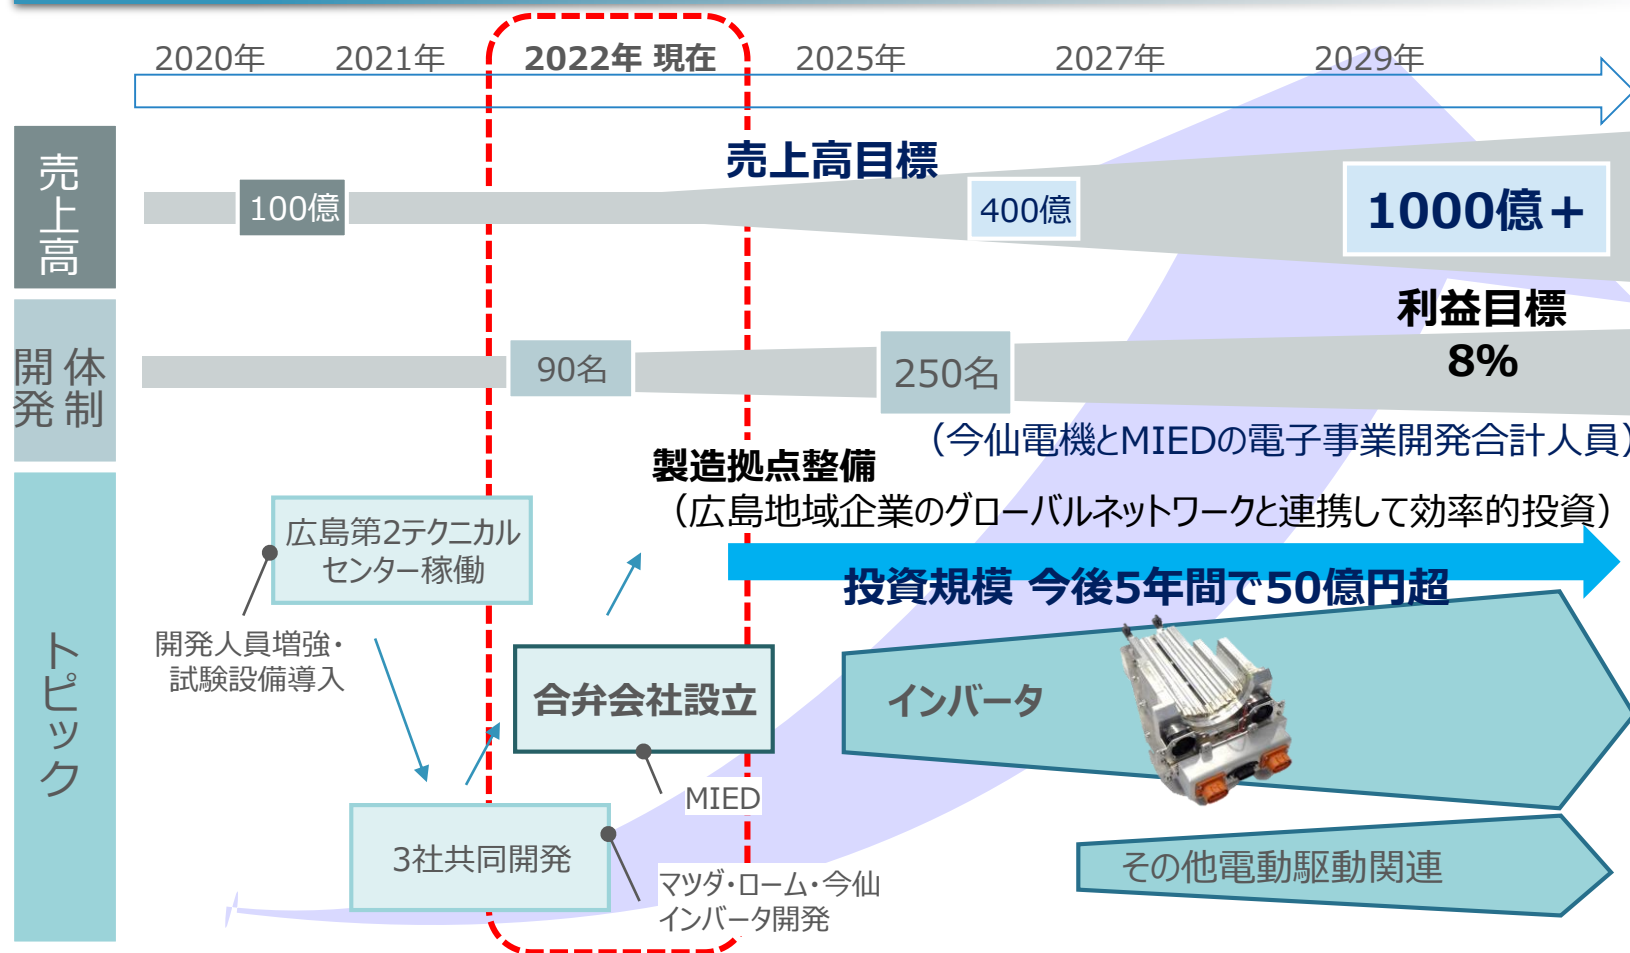 2020年
2021年
2022年 現在
2025年
2027年
2029年
売上高
売上高目標
100億
400億
1000億+
利益目標
8%
開発体制
90名
250名
(今仙電機とMIEDの電子事業開発合計人員)
トピック
製造拠点整備
(広島地域企業のグローバルネットワークと連携して効率的投資)
投資規模 今後5年間で50億円超
広島第2テクニカル
センター稼働
開発人員増強・
試験設備導入
合弁会社設立
MIED
3社共同開発
マツダ・ローム・今仙
インバータ開発
インバータ
その他電動駆動関連